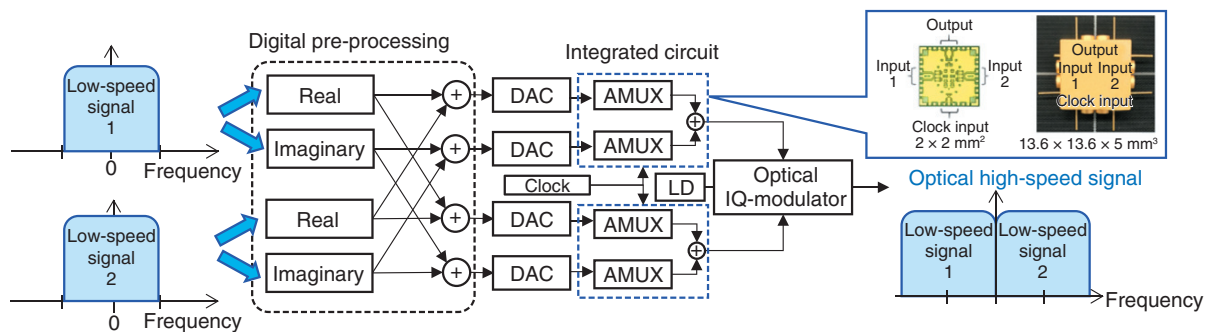 Low-speed
signal
1
0
Frequency
Low-speed
signal
2
0
Frequency
Digital pre-processing
Real
Imaginary
Real
Imaginary
+
+
+
+
DAC
DAC
Clock
DAC
DAC
Integrated circuit
AMUX
AMUX
+
LD
AMUX
AMUX
+
Optical
IQ-modulator
Output
Input
1
Input
2
Clock input
2 × 2 mm²
Output
Input Input
1 2
Clock input
13.6 × 13.6 × 5 mm³
Optical high-speed signal
Low-speed
signal
1
Low-speed
signal
2
Frequency